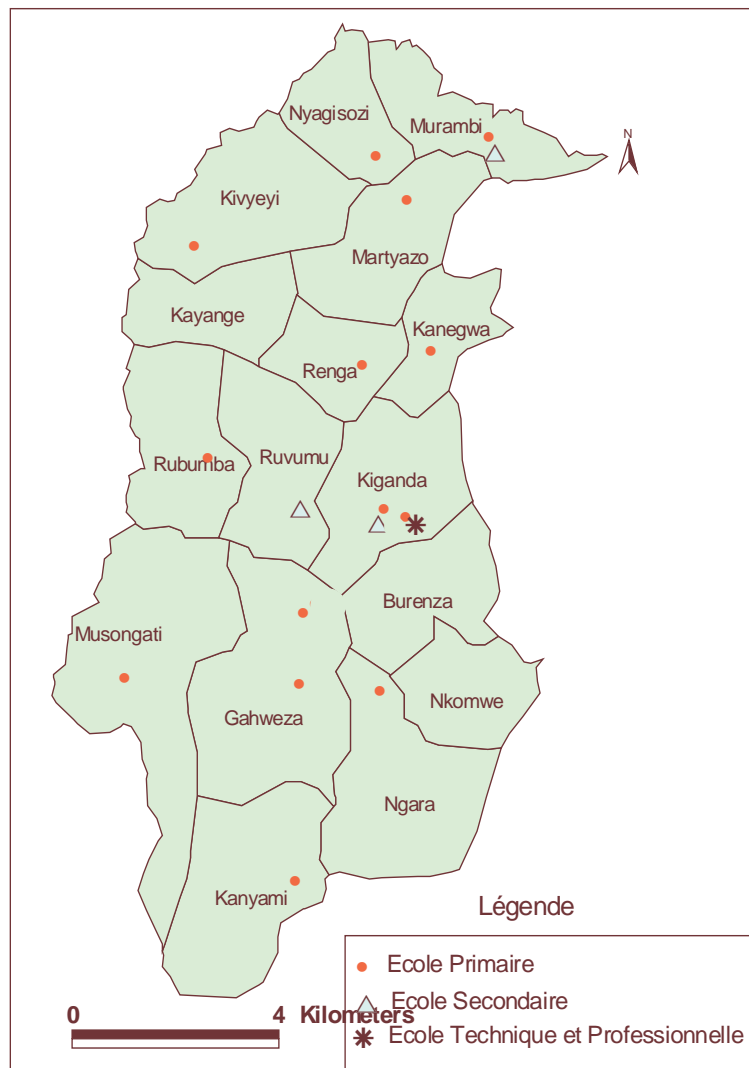 Nyagisozi
Murambi
N
Kivyeyi
Martyazo
Kayange
Kanegwa
Renga
Rubumba
Ruvumu
Kiganda
Burenza
Musongati
Nkomwe
Gahweza
Ngara
Kanyami
Légende
Ecole Primaire
Ecole Secondaire
Ecole Technique et Professionnelle
0 4 Kilometers